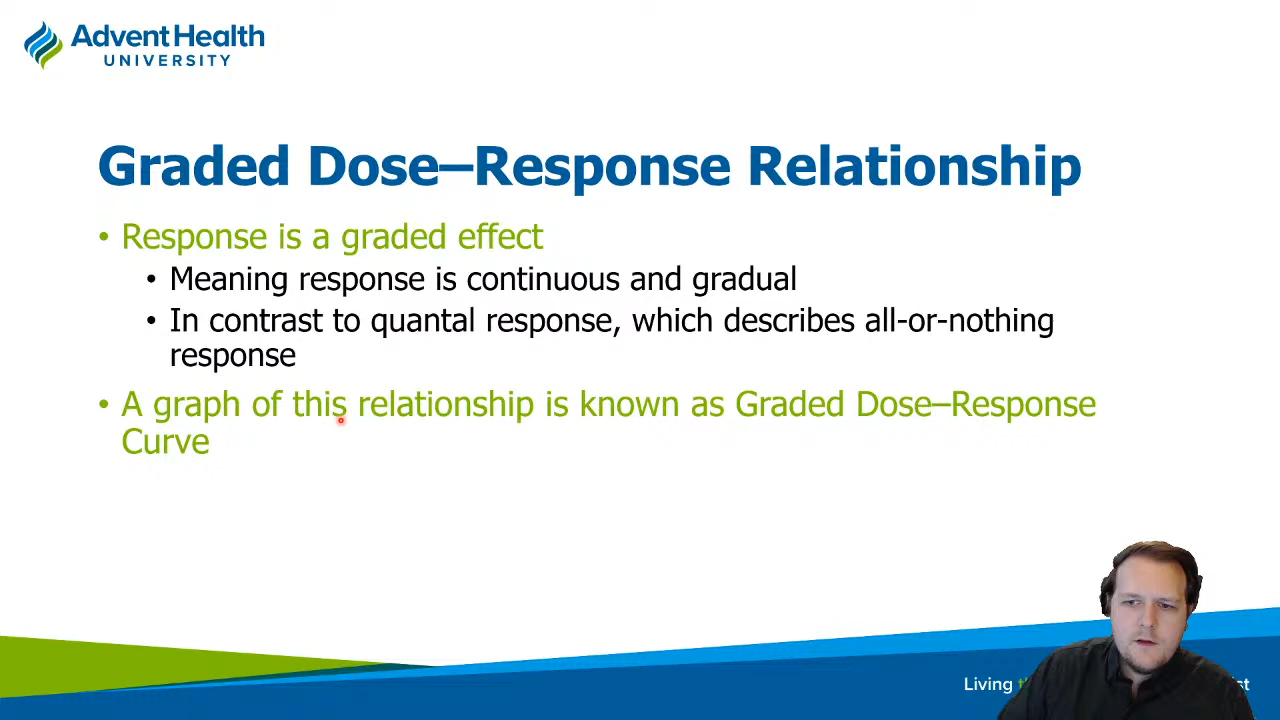 AdventHealth
UNIVERSITY
Graded Dose–Response Relationship
• Response is a graded effect
• Meaning response is continuous and gradual
• In contrast to quantal response, which describes all-or-nothing
response
• A graph of this relationship is known as Graded Dose–Response
Curve
Living